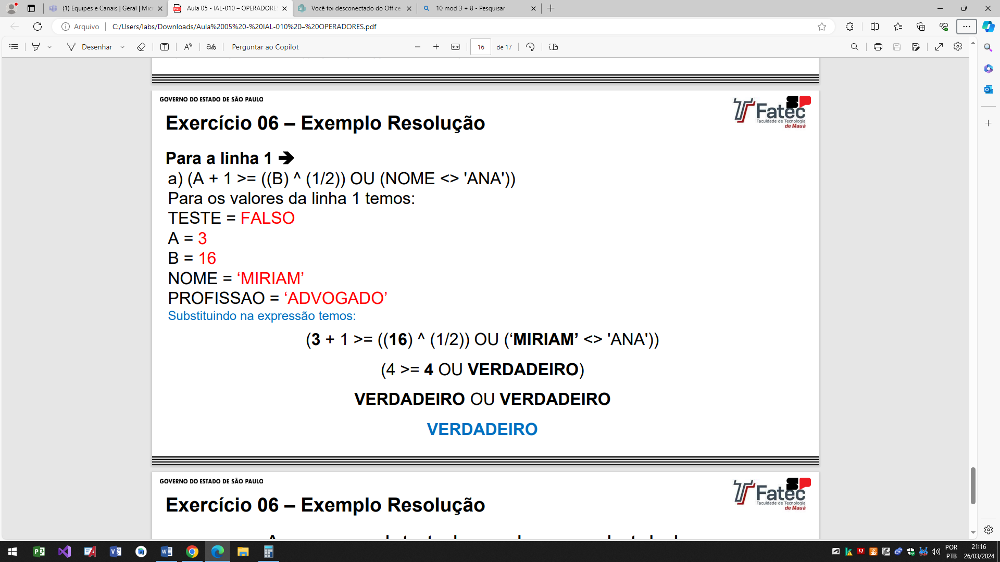 (1) Equipes e Canais | Geral | Mic
Aula 05 - IAL-010 – OPERADORE
Você foi desconectado do Office
10 mod 3 + 8 - Pesquisar
Arquivo
C:/Users/labs/Downloads/Aula%2005%20-%20IAL-010%20–%20OPERADORES.pdf
Desenhar
Perguntar ao Copilot
16
de 17
GOVERNO DO ESTADO DE SÃO PAULO
Fatec
Faculdade de Tecnologia
de Mauá
Exercício 06 – Exemplo Resolução
Para a linha 1 ➔
a) (A + 1 >= ((B) ^ (1/2)) OU (NOME <> 'ANA'))
Para os valores da linha 1 temos:
TESTE = FALSO
A = 3
B = 16
NOME = ‘MIRIAM’
PROFISSAO = ‘ADVOGADO’
Substituindo na expressão temos:
(3 + 1 >= ((16) ^ (1/2)) OU (‘MIRIAM’ <> 'ANA'))
(4 >= 4 OU VERDADEIRO)
VERDADEIRO OU VERDADEIRO
VERDADEIRO
GOVERNO DO ESTADO DE SÃO PAULO
Fatec
Faculdade de Tecnologia
de Mauá
Exercício 06 – Exemplo Resolução
POR
PTB
21:16
26/03/2024